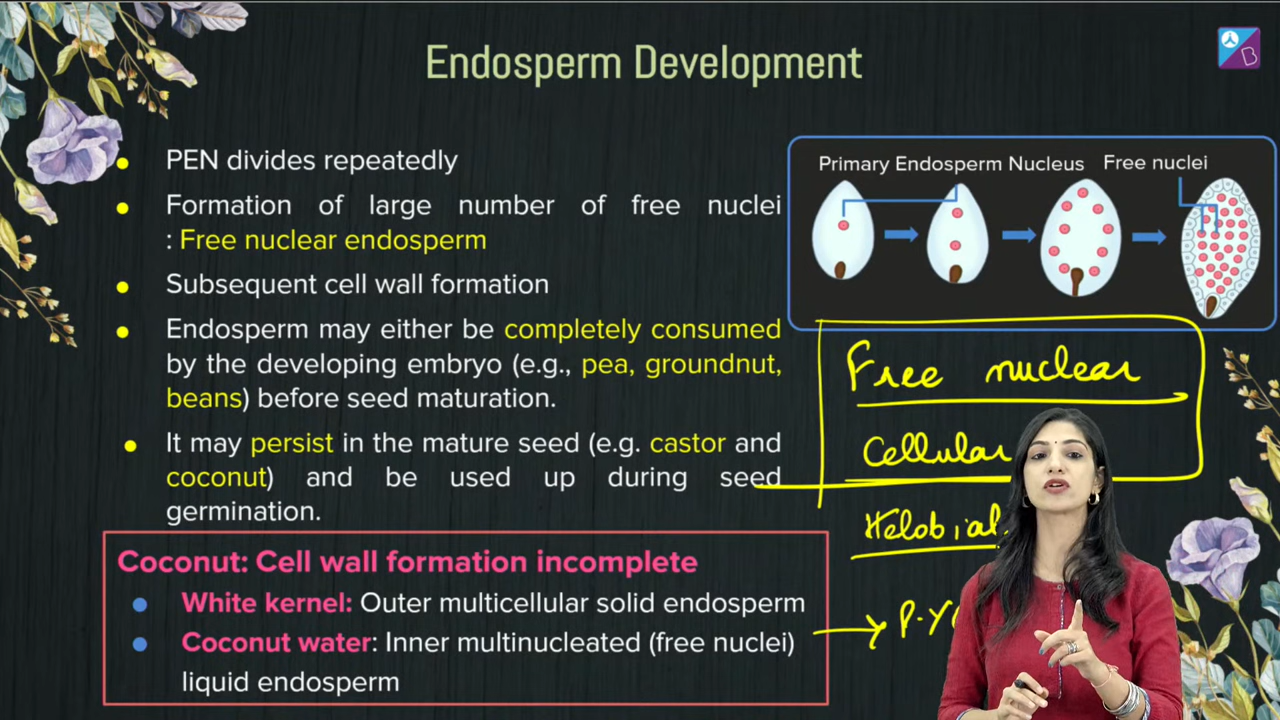 Endosperm Development
B
PEN divides repeatedly
Formation of large number of free nuclei
: Free nuclear endosperm
Subsequent cell wall formation
Endosperm may either be completely consumed
by the developing embryo (e.g., pea, groundnut,
beans) before seed maturation.
It may persist in the mature seed (e.g. castor and
coconut) and be used up during seed
germination.
Coconut: Cell wall formation incomplete
White kernel: Outer multicellular solid endosperm
Coconut water: Inner multinucleated (free nuclei)
liquid endosperm
Primary Endosperm Nucleus Free nuclei
Free nuclear
Cellular
Helobial